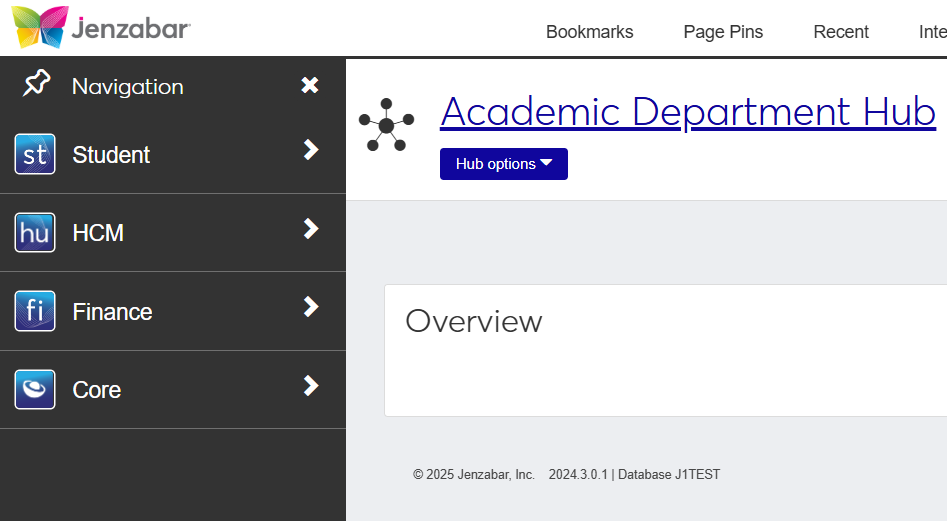 jenzabar
Bookmarks Page Pins Recent Inte
Navigation
st Student
hu HCM
fi Finance
Core
Academic Department Hub
Hub options
Overview
© 2025 Jenzabar, Inc. 2024.3.0.1 | Database J1TEST